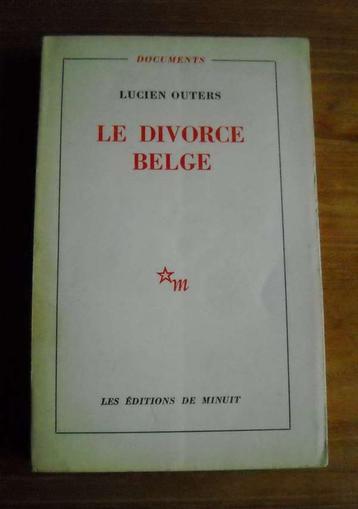 DOCUMENTS
LUCIEN OUTERS
LE DIVORCE
BELGE
m
LES ÉDITIONS DE MINUIT